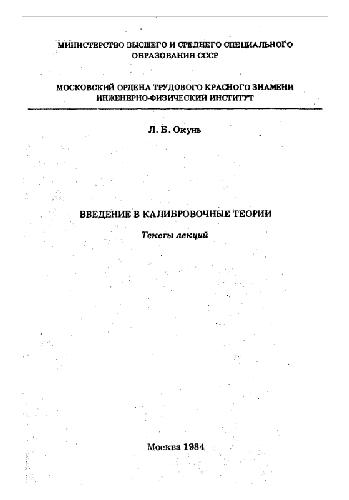 МИНИСТЕРСТВО ВЫСШЕГО И СРЕДНЕГО СПЕЦИАЛЬНОГО
ОБРАЗОВАНИЯ СССР
МОСКОВСКИЙ ОРДЕНА ТРУДОВОГО КРАСНОГО ЗНАМЕНИ
ИНЖЕНЕРНО-ФИЗИЧЕСКИЙ ИНСТИТУТ
Л. Б. Окунь
ВВЕДЕНИЕ В КАЛИБРОВОЧНЫЕ ТЕОРИИ
Тексты лекций
Москва 1984